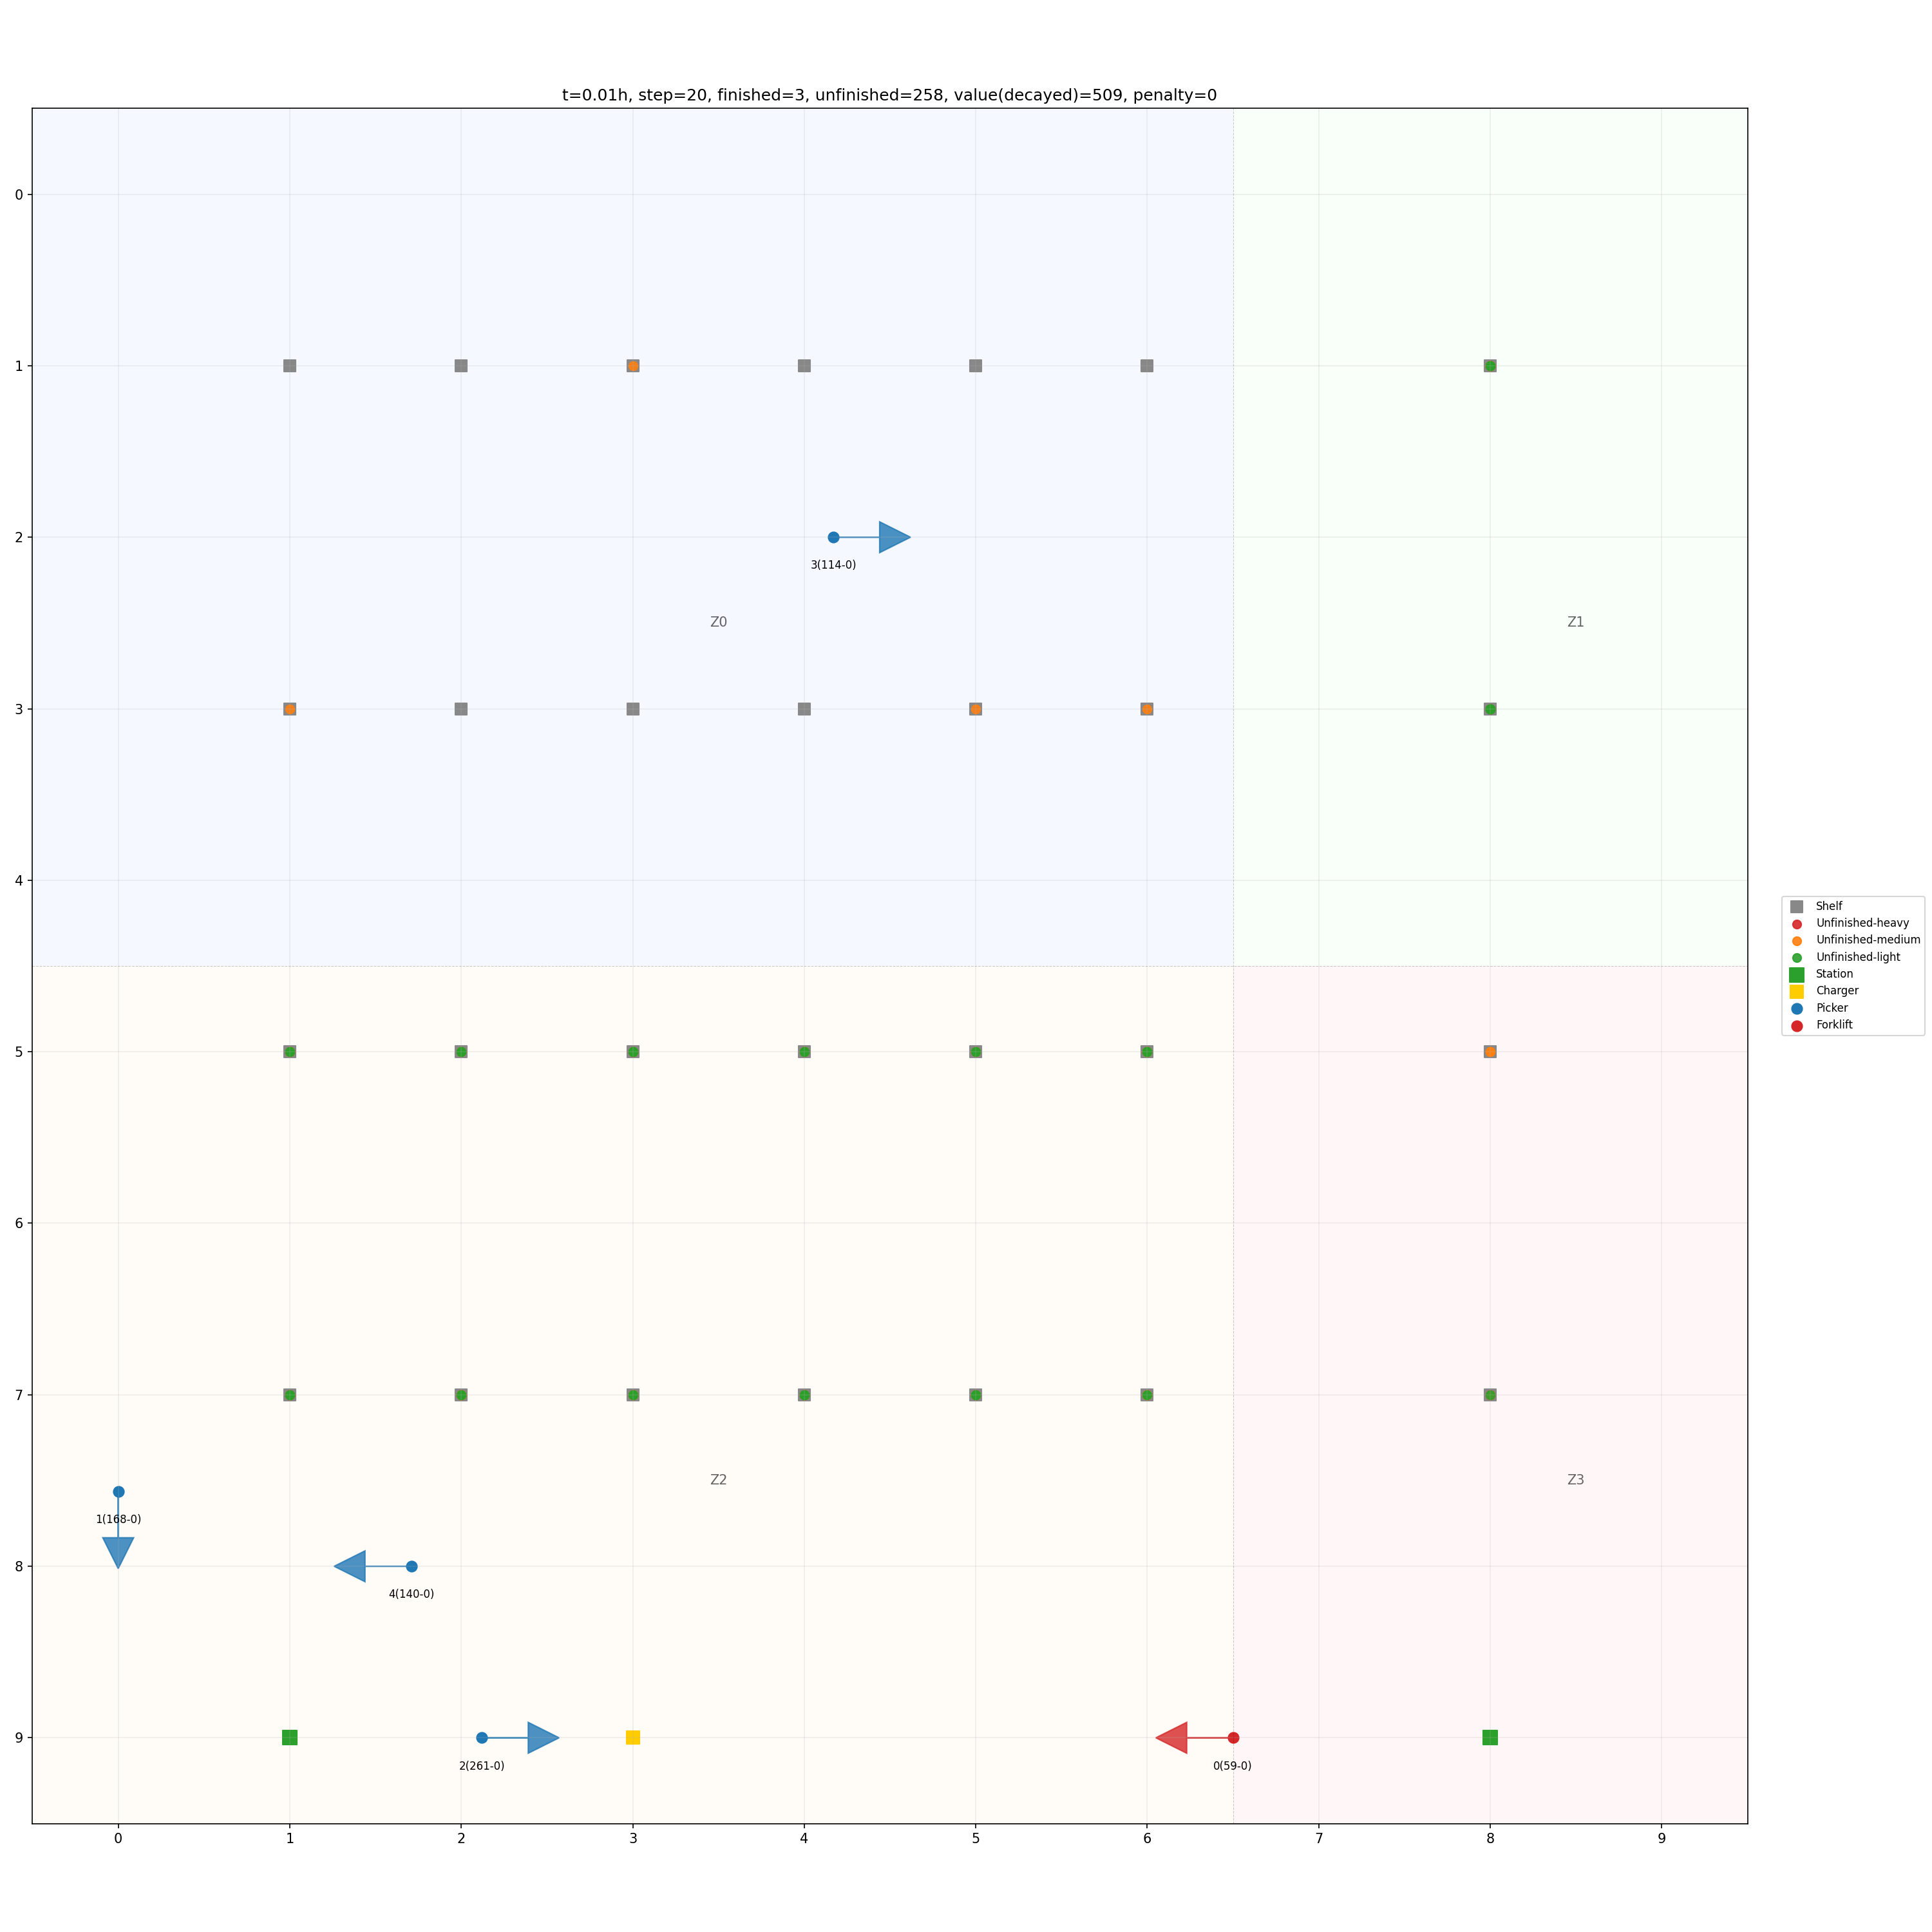 t=0.01h, step=20, finished=3, unfinished=258, value(decayed)=509, penalty=0
0
1
2
3
4
5
6
7
8
9
3(114-0)
Z0
Z1
1(168-0)
Z2
Z3
4(140-0)
2(261-0)
0(59-0)
0 1 2 3 4 5 6 7 8 9
Shelf
Unfinished-heavy
Unfinished-medium
Unfinished-light
Station
Charger
Picker
Forklift